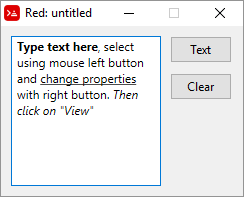 Red: untitled
Type text here, select
using mouse left button
and change properties
with right button. Then
click on "View"
Text
Clear